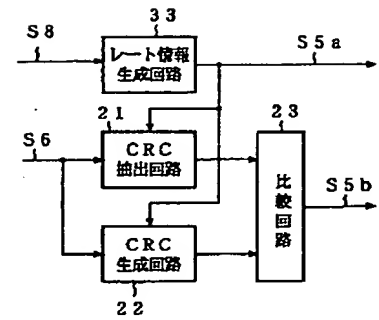 33
S8
レート情報
生成回路
S5a
21
23
S6
CRC
抽出回路
比較回路
S5b
CRC
生成回路
22